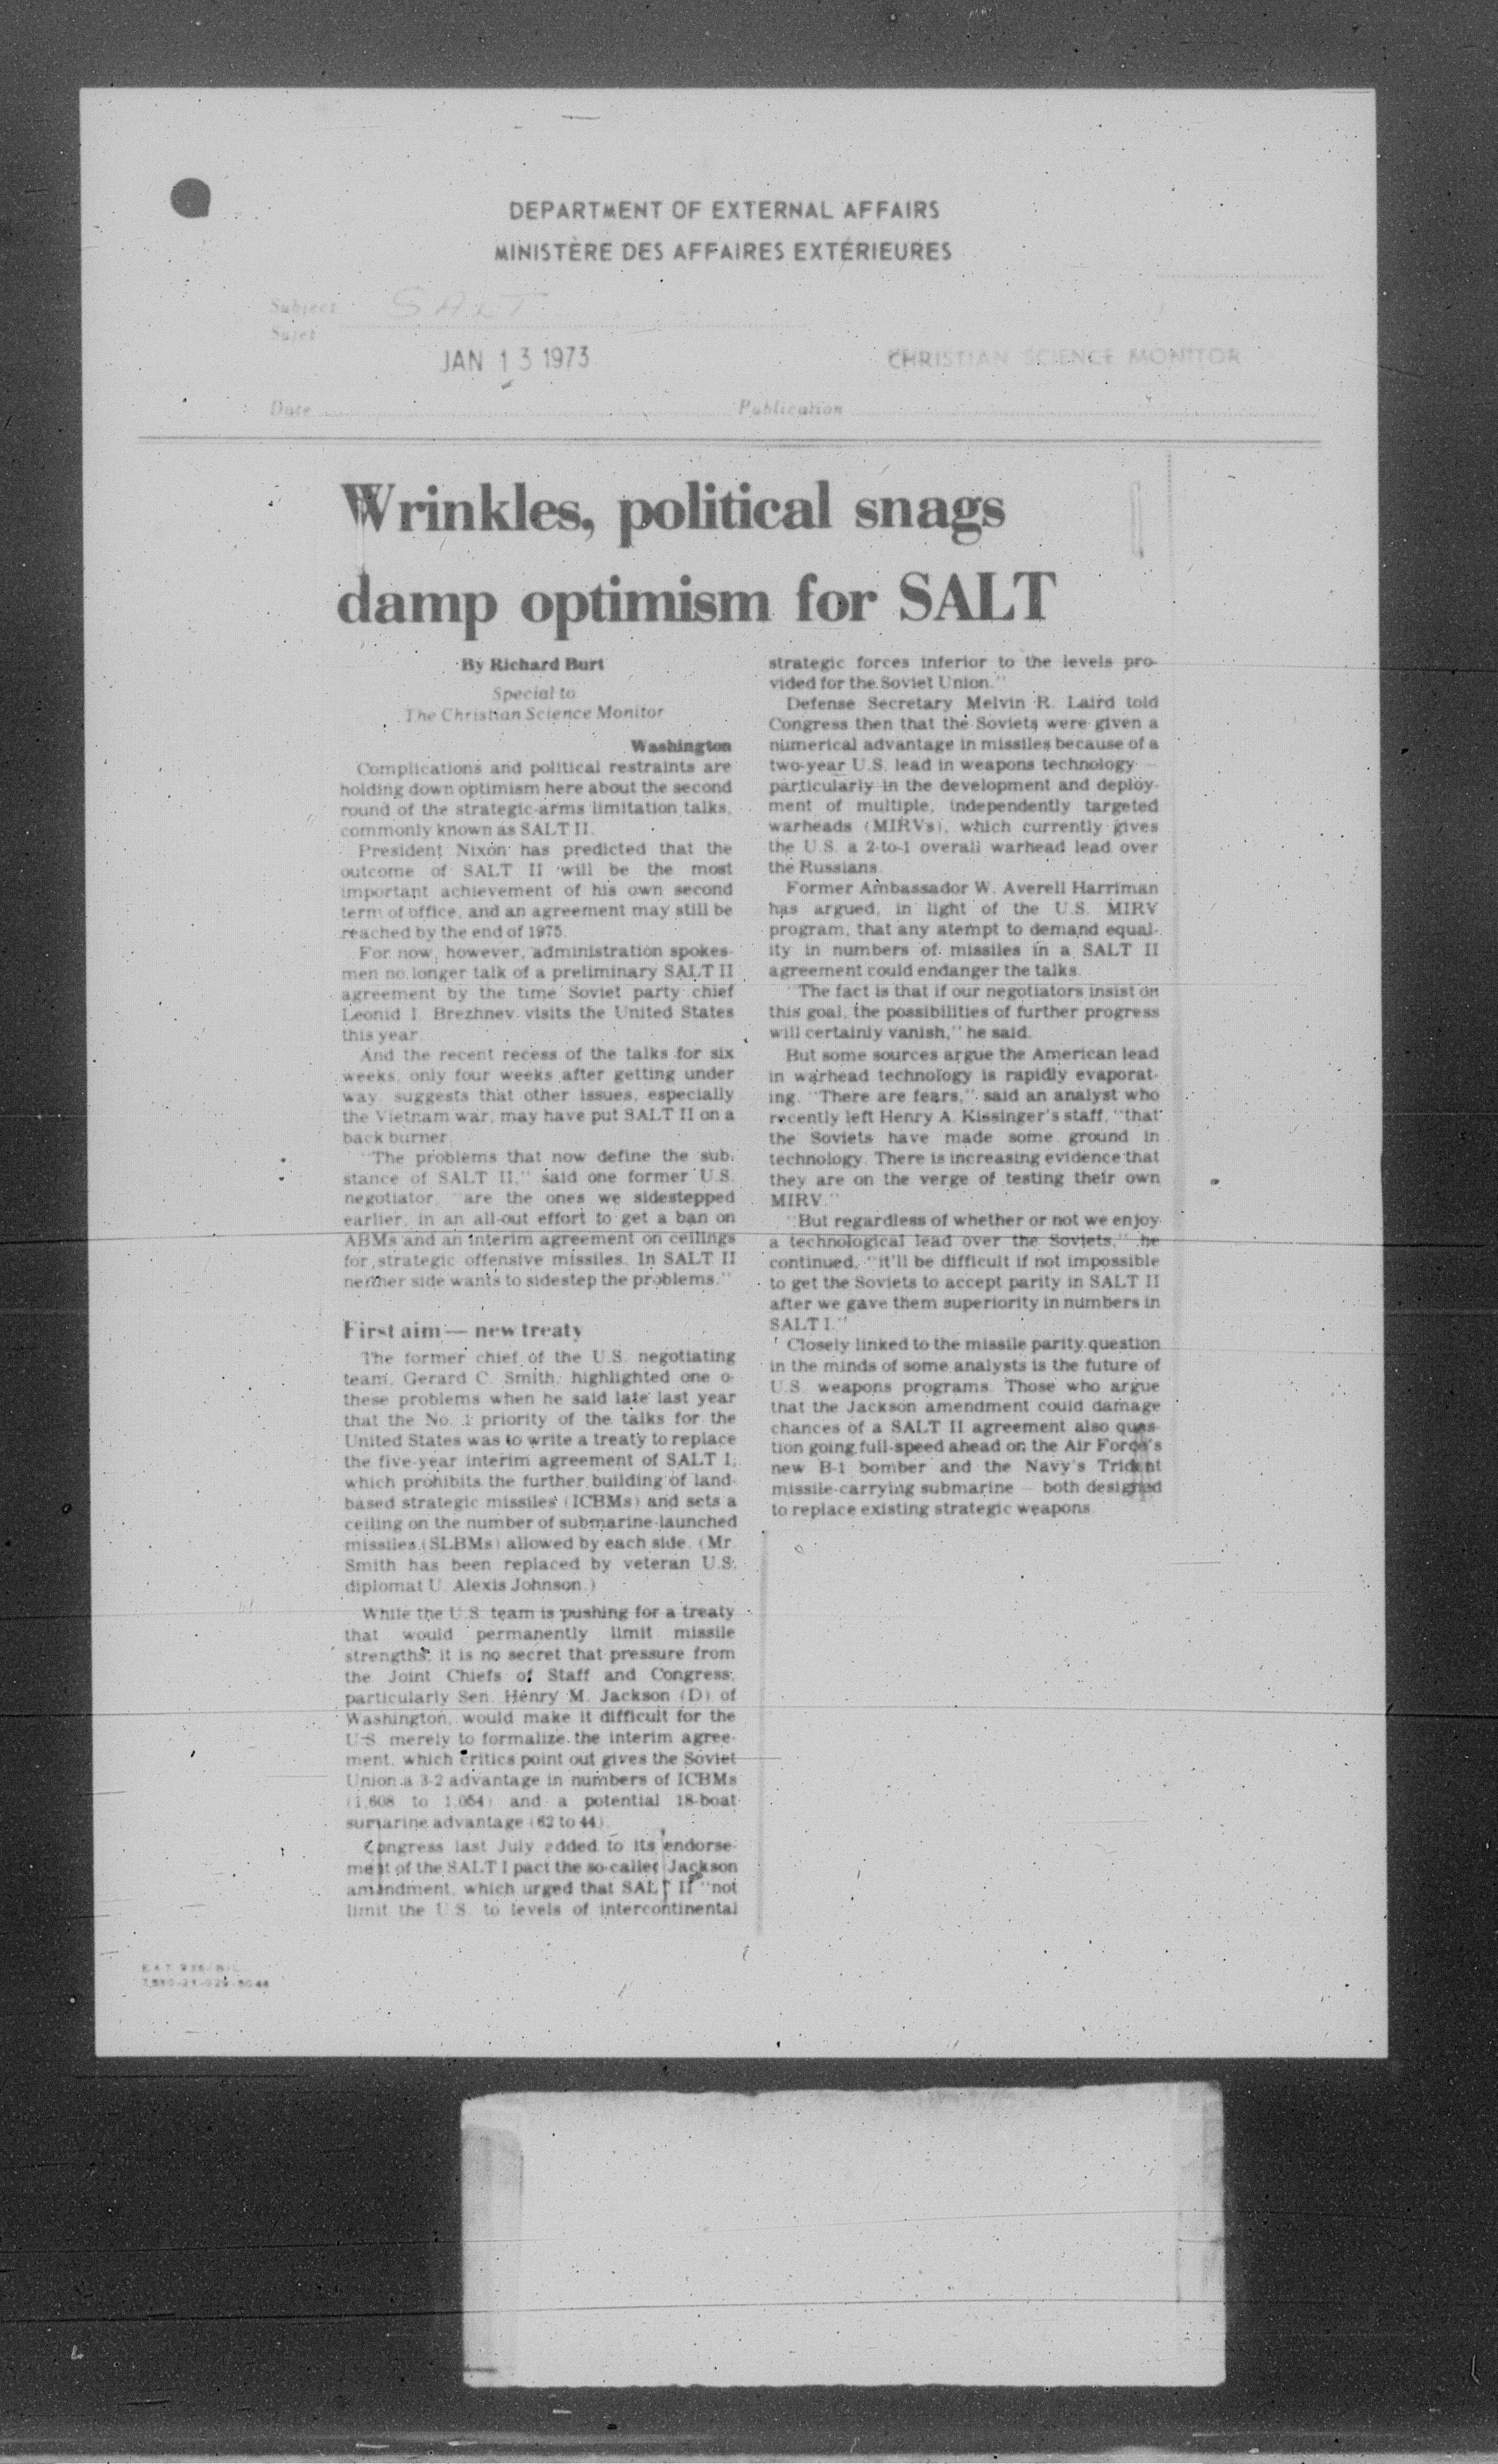 DEPARTMENT OF EXTERNAL AFFAIRS
MINISTÈRE DES AFFAIRES EXTÉRIEURES
Subject SALT
Sujet
JAN 13 1973
CHRISTIAN SCIENCE MONITOR
Date
Publication
Wrinkles, political snags
damp optimism for SALT
By Richard Burt
Special to
The Christian Science Monitor
Washington
Complications and political restraints are
holding down optimism here about the second
round of the strategic-arms limitation talks,
commonly known as SALT II.
President Nixon has predicted that the
outcome of SALT II will be the most
important achievement of his own second
term of office, and an agreement may still be
reached by the end of 1975.
For now, however, administration spokes-
men no longer talk of a preliminary SALT II
agreement by the time Soviet party chief
Leonid I. Brezhnev visits the United States
this year.
And the recent recess of the talks for six
weeks, only four weeks after getting under
way, suggests that other issues, especially
the Vietnam war, may have put SALT II on a
back burner.
"The problems that now define the sub-
stance of SALT II," said one former U.S.
negotiator, "are the ones we sidestepped
earlier, in an all-out effort to get a ban on
ABMs and an interim agreement on ceilings
for strategic offensive missiles. In SALT II
neither side wants to sidestep the problems."
First aim — new treaty
The former chief of the U.S. negotiating
team, Gerard C. Smith, highlighted one o
these problems when he said late last year
that the No. 1 priority of the talks for the
United States was to write a treaty to replace
the five-year interim agreement of SALT I,
which prohibits the further building of land-
based strategic missiles (ICBMs) and sets a
ceiling on the number of submarine-launched
missiles (SLBMs) allowed by each side. (Mr.
Smith has been replaced by veteran U.S.
diplomat U. Alexis Johnson.)
While the U.S. team is pushing for a treaty
that would permanently limit missile
strengths, it is no secret that pressure from
the Joint Chiefs of Staff and Congress,
particularly Sen. Henry M. Jackson (D) of
Washington, would make it difficult for the
U.S. merely to formalize the interim agree-
ment, which critics point out gives the Soviet
Union a 3-2 advantage in numbers of ICBMs
(1,608 to 1,054) and a potential 18-boat
submarine advantage (62 to 44).
Congress last July added to its endorse-
ment of the SALT I pact the so-called Jackson
amendment, which urged that SALT II "not
limit the U.S. to levels of intercontinental
strategic forces inferior to the levels pro-
vided for the Soviet Union."
Defense Secretary Melvin R. Laird told
Congress then that the Soviets were given a
numerical advantage in missiles because of a
two-year U.S. lead in weapons technology —
particularly in the development and deploy-
ment of multiple, independently targeted
warheads (MIRVs), which currently gives
the U.S. a 2-to-1 overall warhead lead over
the Russians.
Former Ambassador W. Averell Harriman
has argued, in light of the U.S. MIRV
program, that any atempt to demand equal-
ity in numbers of missiles in a SALT II
agreement could endanger the talks.
"The fact is that if our negotiators insist on
this goal, the possibilities of further progress
will certainly vanish," he said.
But some sources argue the American lead
in warhead technology is rapidly evaporat-
ing. "There are fears," said an analyst who
recently left Henry A. Kissinger's staff, "that
the Soviets have made some ground in
technology. There is increasing evidence that
they are on the verge of testing their own
MIRV."
"But regardless of whether or not we enjoy
a technological lead over the Soviets," he
continued, "it'll be difficult if not impossible
to get the Soviets to accept parity in SALT II
after we gave them superiority in numbers in
SALT I."
Closely linked to the missile parity question
in the minds of some analysts is the future of
U.S. weapons programs. Those who argue
that the Jackson amendment could damage
chances of a SALT II agreement also ques-
tion going full-speed ahead on the Air Force's
new B-1 bomber and the Navy's Trident
missile-carrying submarine — both designed
to replace existing strategic weapons.